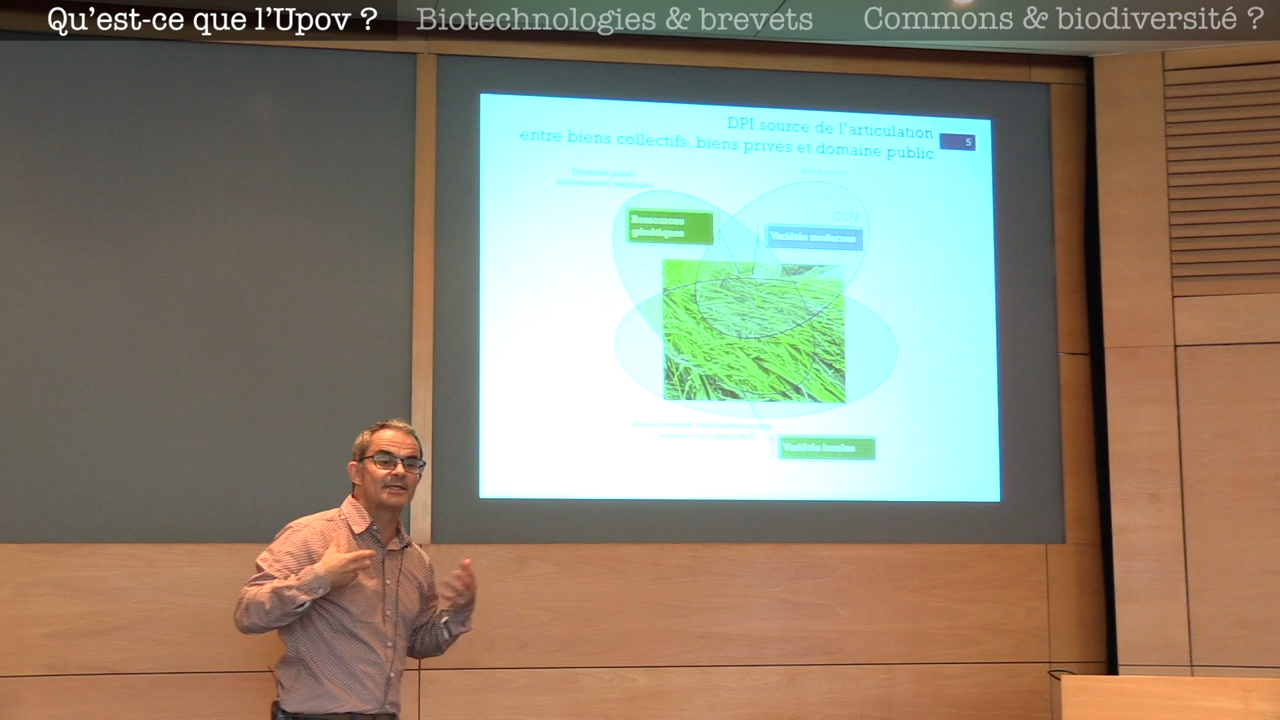 Qu'est-ce que l'Upov ?
Biotechnologies & brevets
Commons & biodiversité ?
DPI source de l'articulation
entre biens collectifs, biens privés et domaine public
5
COV
Ressources
génétiques
Variétés modernes
Variétés locales